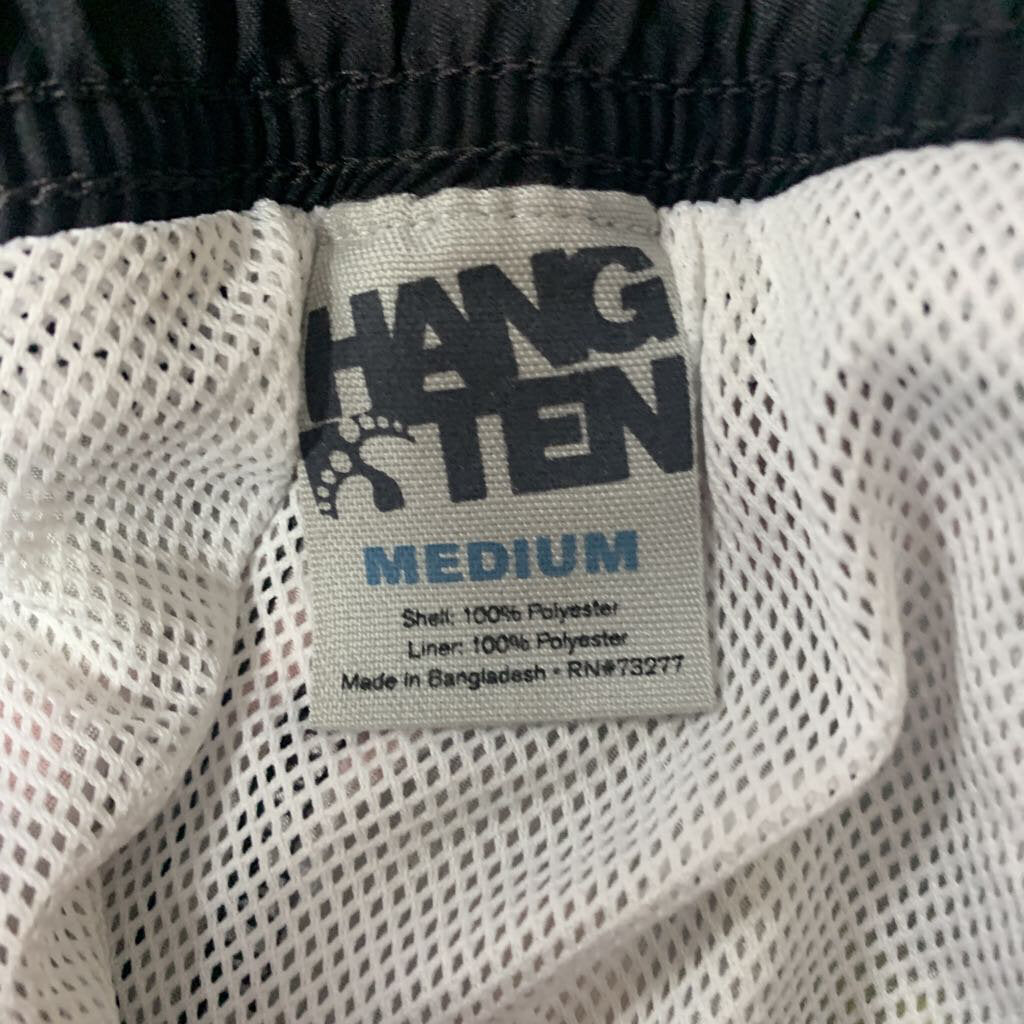 HANG
TEN
MEDIUM
Shell: 100% Polyester
Liner: 100% Polyester
Made in Bangladesh • RN#73277